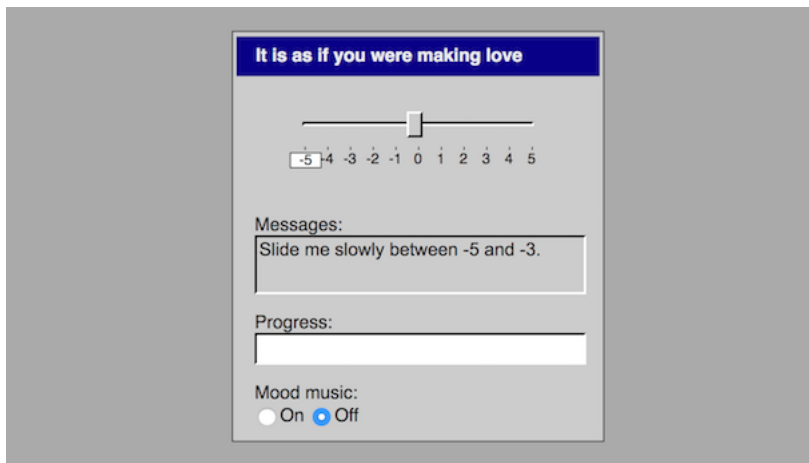 It is as if you were making love
-5 -4 -3 -2 -1 0 1 2 3 4 5
Messages:
Slide me slowly between -5 and -3.
Progress:
Mood music:
On Off